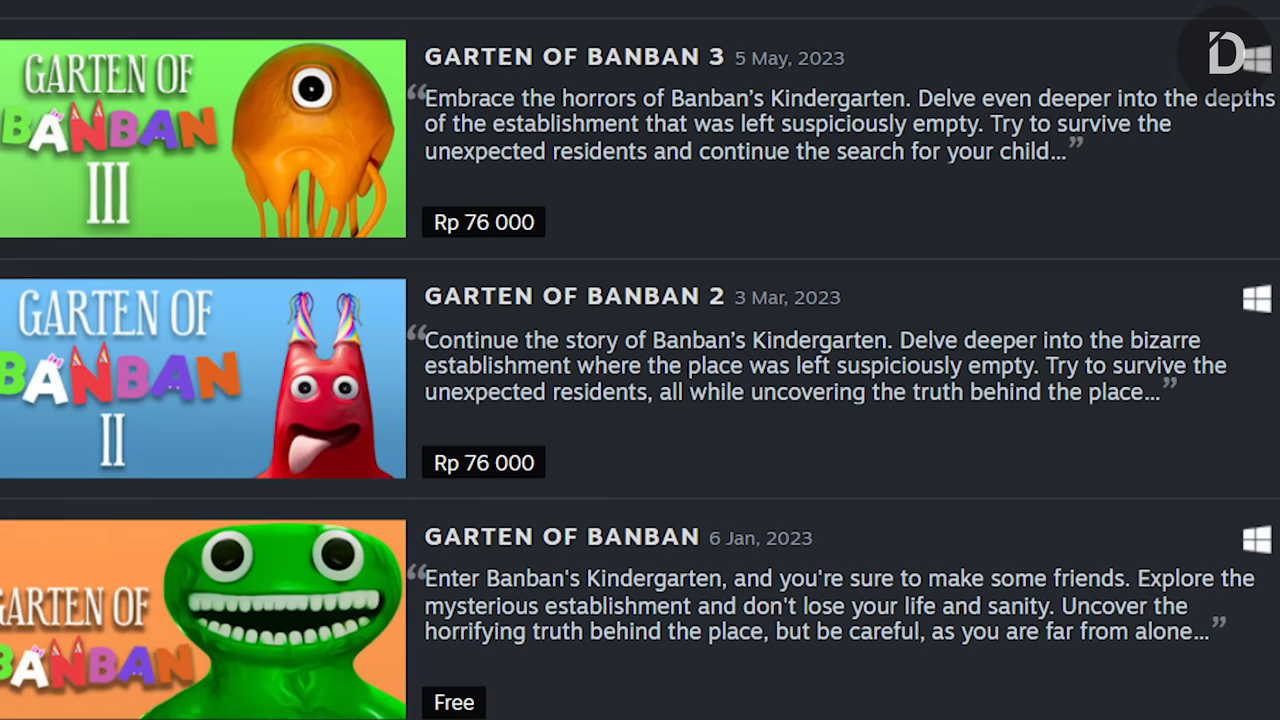 GARTEN OF
BANBAN
III
GARTEN OF BANBAN 3 5 May, 2023
“Embrace the horrors of Banban’s Kindergarten. Delve even deeper into the depths
of the establishment that was left suspiciously empty. Try to survive the
unexpected residents and continue the search for your child...”
Rp 76 000
D
GARTEN OF
BANBAN
II
GARTEN OF BANBAN 2 3 Mar, 2023
“Continue the story of Banban’s Kindergarten. Delve deeper into the bizarre
establishment where the place was left suspiciously empty. Try to survive the
unexpected residents, all while uncovering the truth behind the place...”
Rp 76 000
GARTEN OF
BANBAN
GARTEN OF BANBAN 6 Jan, 2023
“Enter Banban's Kindergarten, and you're sure to make some friends. Explore the
mysterious establishment and don't lose your life and sanity. Uncover the
horrifying truth behind the place, but be careful, as you are far from alone...”
Free